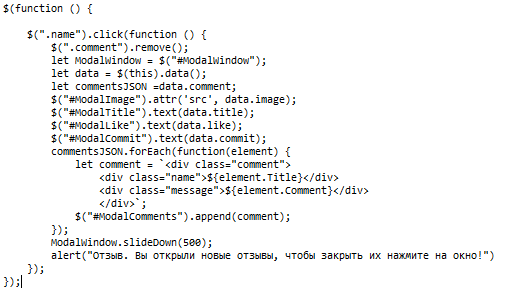 $(function () {
$(".name").click(function () {
$(".comment").remove();
let ModalWindow = $("#ModalWindow");
let data = $(this).data();
let commentsJSON =data.comment;
$("#ModalImage").attr('src', data.image);
$("#ModalTitle").text(data.title);
$("#ModalLike").text(data.like);
$("#ModalCommit").text(data.commit);
commentsJSON.forEach(function(element) {
let comment = `<div class="comment">
<div class="name">${element.Title}</div>
<div class="message">${element.Comment}</div>
</div>`;
$("#ModalComments").append(comment);
});
ModalWindow.slideDown(500);
alert("Отзыв. Вы открыли новые отзывы, чтобы закрыть их нажмите на окно!")
});
});